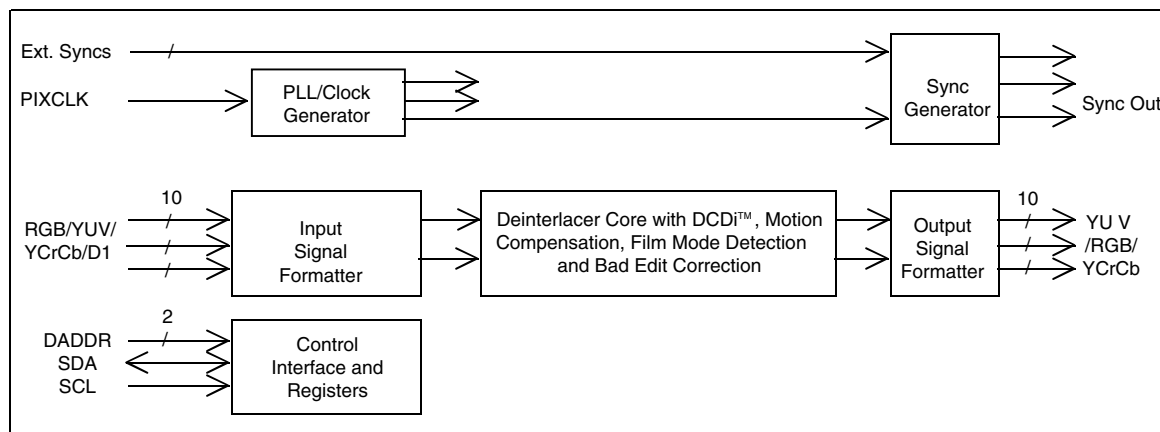 Ext. Syncs
PIXCLK
PLL/Clock
Generator
Sync
Generator
Sync Out
10
RGB/YUV/
YCrCb/D1
Input
Signal
Formatter
Deinterlacer Core with DCDi™, Motion
Compensation, Film Mode Detection
and Bad Edit Correction
Output
Signal
Formatter
10
YU V
/RGB/
YCrCb
2
DADDR
SDA
SCL
Control
Interface and
Registers